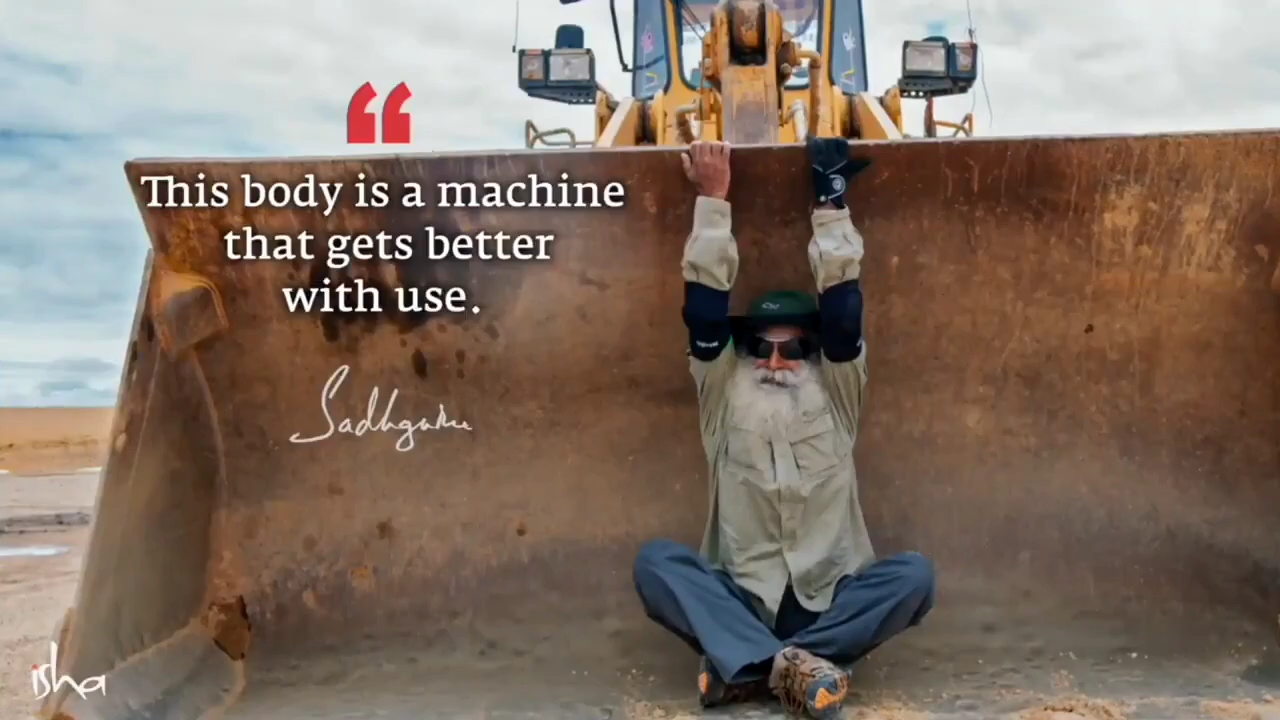 This body is a machine
that gets better
with use.
Sadhguru
isha